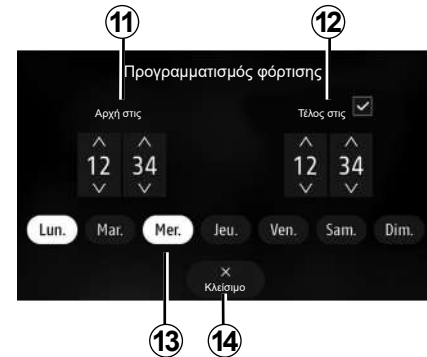 11 12
Προγραμματισμός φόρτισης
Αρχή στις Τέλος στις
12 34 12 34
Lun. Mar. Mer. Jeu. Ven. Sam. Dim.
Κλείσιμο
13 14